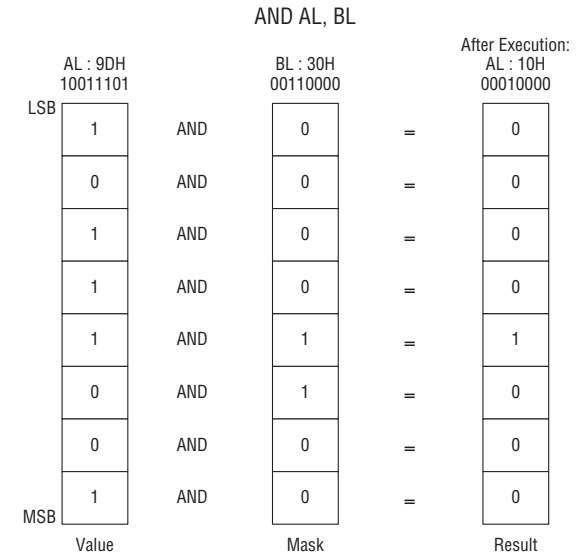 AND AL, BL
After Execution:
AL : 9DH BL : 30H AL : 10H
10011101 00110000 00010000
LSB
1 AND 0 = 0
0 AND 0 = 0
1 AND 0 = 0
1 AND 0 = 0
1 AND 1 = 1
0 AND 1 = 0
0 AND 0 = 0
1 AND 0 = 0
MSB
Value Mask Result